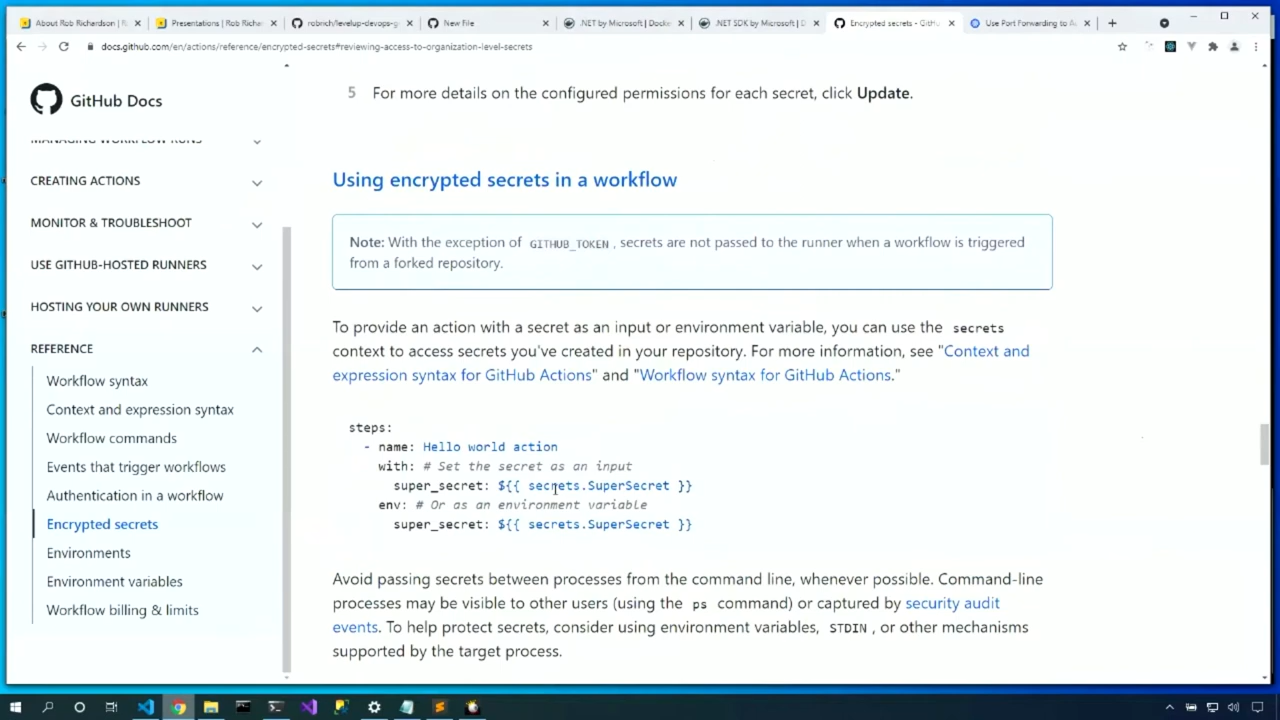 About Robert Richardson | R
Presentations | Rob Richar
robrich/levelup-devops-g
New File
.NET by Microsoft | Docke
.NET SDK by Microsoft | D
Encrypted secrets - GitHu
Use Port Forwarding to A
docs.github.com/en/actions/reference/encrypted-secrets#reviewing-access-to-organization-level-secrets
GitHub Docs
MANAGING WORKFLOW RUNS
CREATING ACTIONS
MONITOR & TROUBLESHOOT
USE GITHUB-HOSTED RUNNERS
HOSTING YOUR OWN RUNNERS
REFERENCE
Workflow syntax
Context and expression syntax
Workflow commands
Events that trigger workflows
Authentication in a workflow
Encrypted secrets
Environments
Environment variables
Workflow billing & limits
5 For more details on the configured permissions for each secret, click Update.
Using encrypted secrets in a workflow
Note: With the exception of GITHUB_TOKEN, secrets are not passed to the runner when a workflow is triggered
from a forked repository.
To provide an action with a secret as an input or environment variable, you can use the secrets
context to access secrets you've created in your repository. For more information, see "Context and
expression syntax for GitHub Actions" and "Workflow syntax for GitHub Actions."
steps:
- name: Hello world action
with: # Set the secret as an input
super_secret: ${{ secrets.SuperSecret }}
env: # Or as an environment variable
super_secret: ${{ secrets.SuperSecret }}
Avoid passing secrets between processes from the command line, whenever possible. Command-line
processes may be visible to other users (using the ps command) or captured by security audit
events. To help protect secrets, consider using environment variables, STDIN, or other mechanisms
supported by the target process.